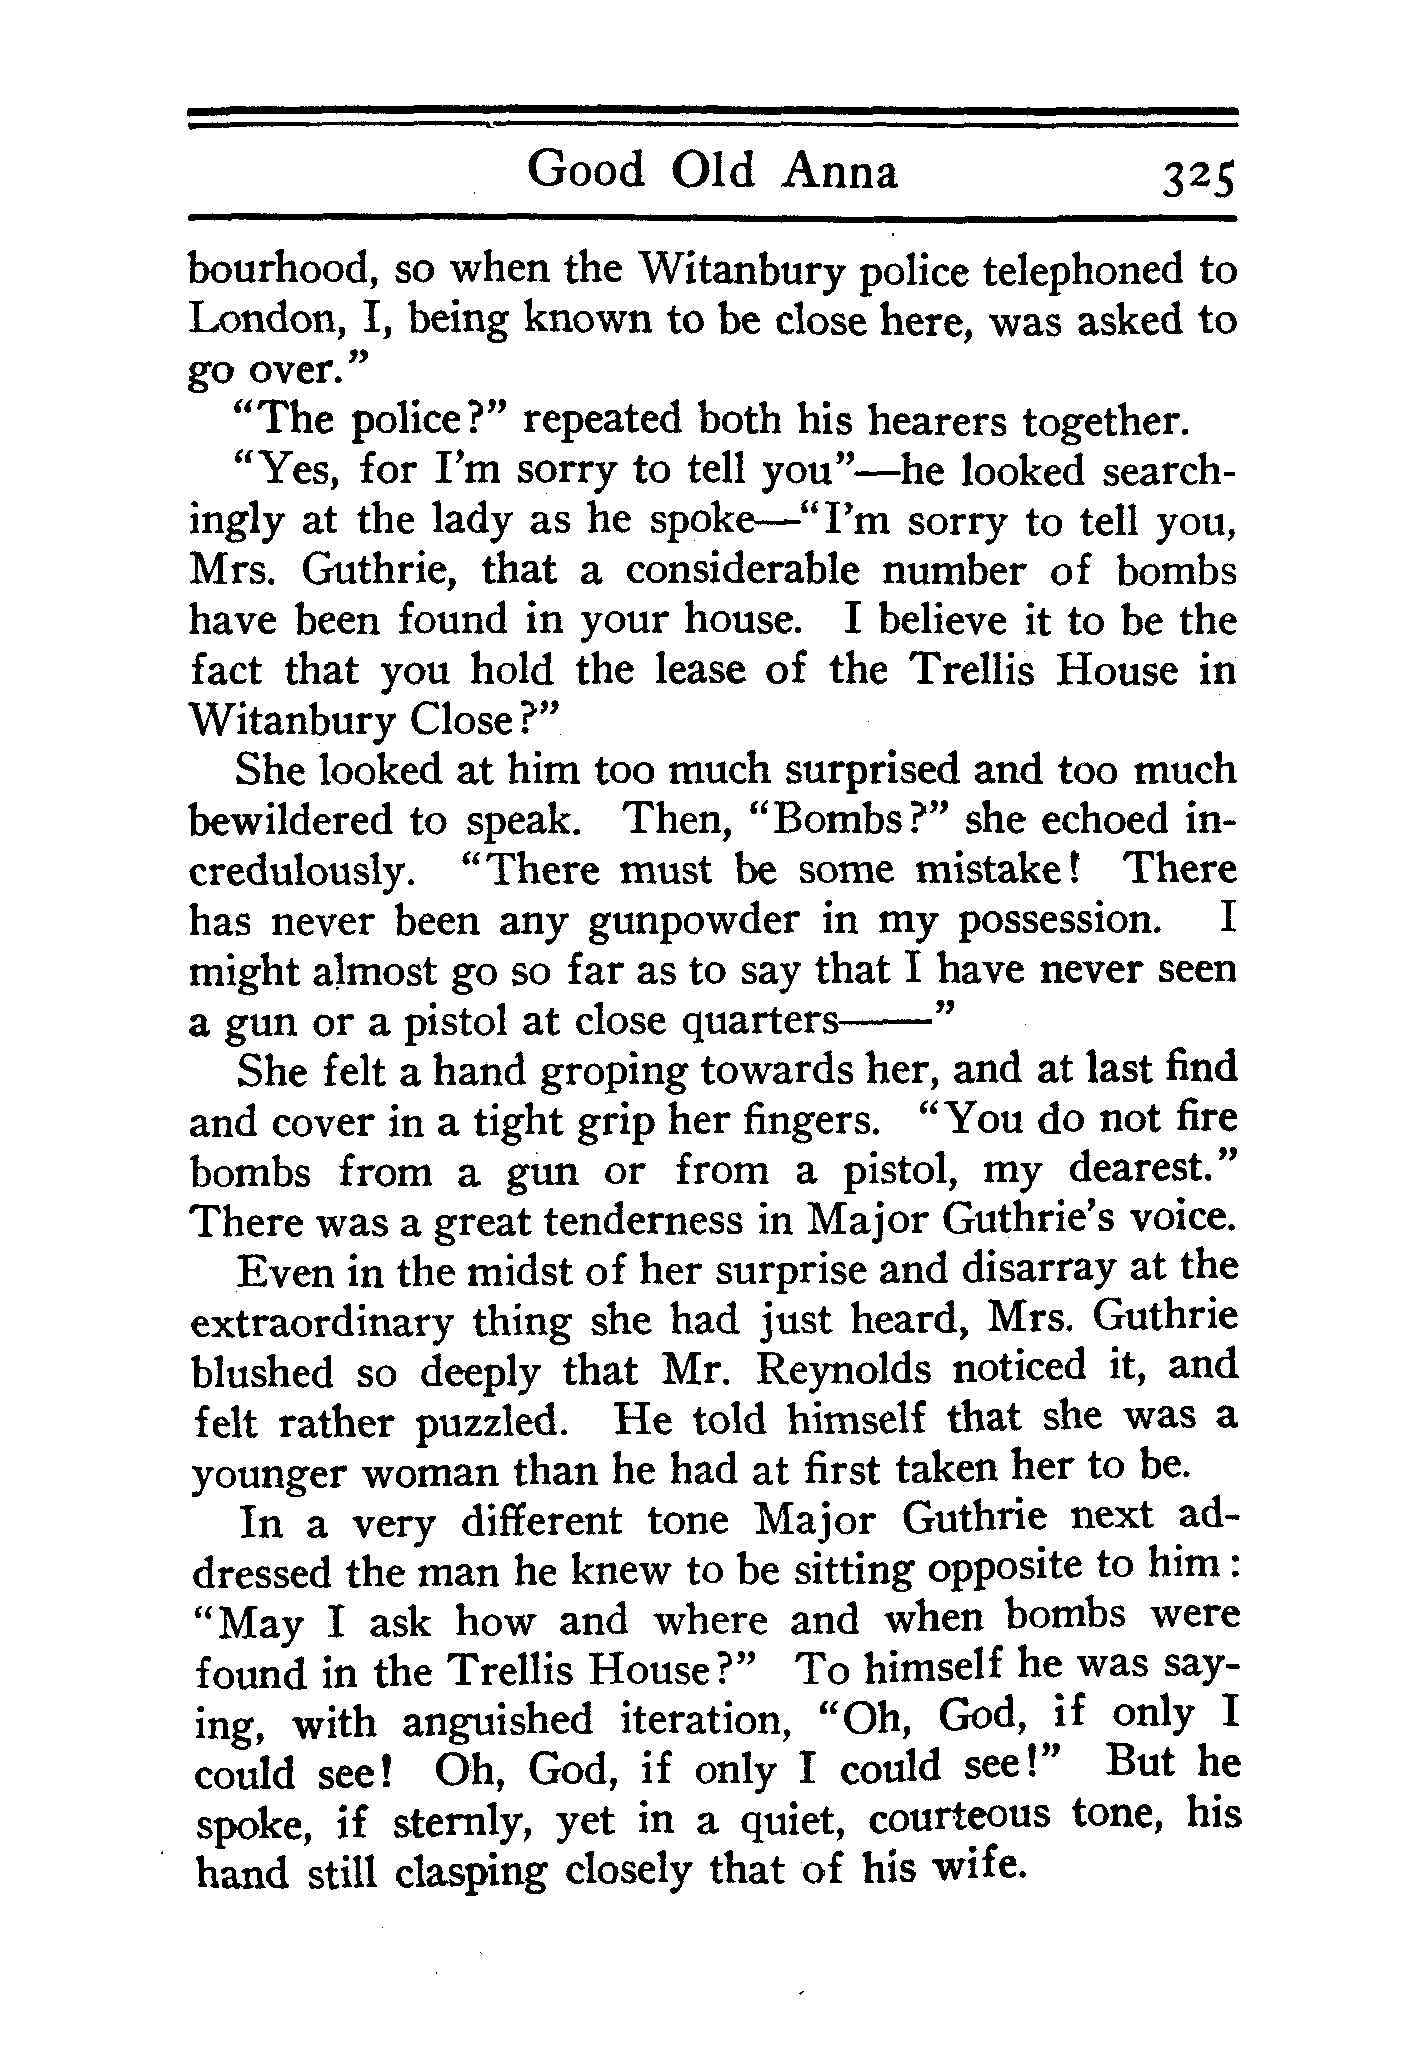 Good Old Anna 325
bourhood, so when the Witanbury police telephoned to
London, I, being known to be close here, was asked to
go over.”
“The police?” repeated both his hearers together.
“Yes, for I’m sorry to tell you”—he looked search-
ingly at the lady as he spoke—“I’m sorry to tell you,
Mrs. Guthrie, that a considerable number of bombs
have been found in your house. I believe it to be the
fact that you hold the lease of the Trellis House in
Witanbury Close?”
She looked at him too much surprised and too much
bewildered to speak. Then, “Bombs?” she echoed in-
credulously. “There must be some mistake! There
has never been any gunpowder in my possession. I
might almost go so far as to say that I have never seen
a gun or a pistol at close quarters——”
She felt a hand groping towards her, and at last find
and cover in a tight grip her fingers. “You do not fire
bombs from a gun or from a pistol, my dearest.”
There was a great tenderness in Major Guthrie’s voice.
Even in the midst of her surprise and disarray at the
extraordinary thing she had just heard, Mrs. Guthrie
blushed so deeply that Mr. Reynolds noticed it, and
felt rather puzzled. He told himself that she was a
younger woman than he had at first taken her to be.
In a very different tone Major Guthrie next ad-
dressed the man he knew to be sitting opposite to him:
“May I ask how and where and when bombs were
found in the Trellis House?” To himself he was say-
ing, with anguished iteration, “Oh, God, if only I
could see! Oh, God, if only I could see!” But he
spoke, if sternly, yet in a quiet, courteous tone, his
hand still clasping closely that of his wife.